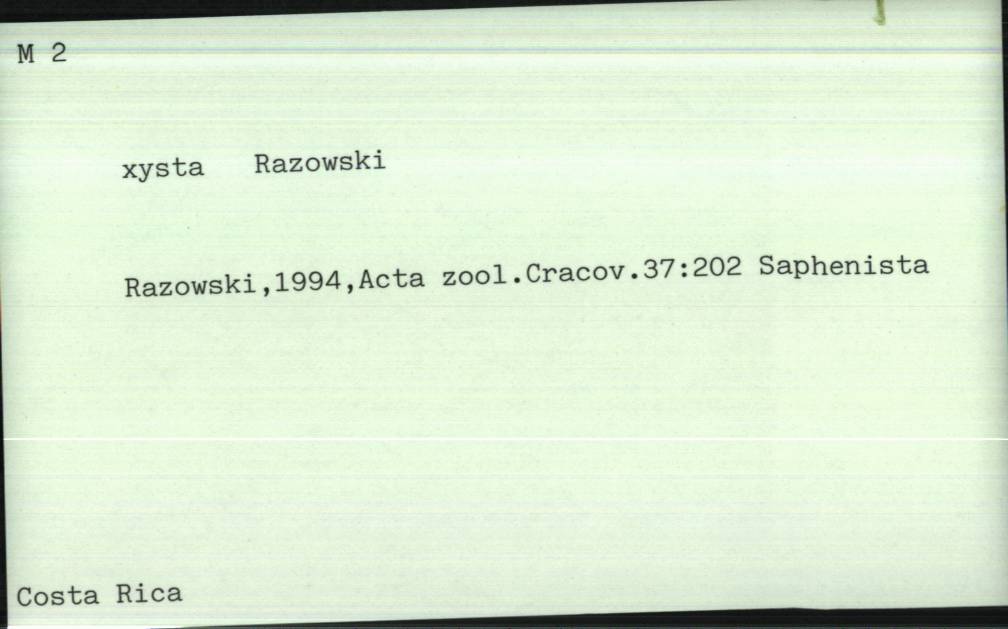 M 2
xysta Razowski
Razowski,1994,Acta zool.Cracov.37:202 Saphenista
Costa Rica